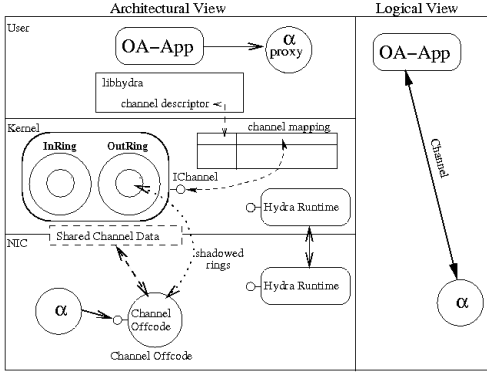 Architectural View
Logical View
User
OA-App
α
proxy
libhydra
channel descriptor
Kernel
channel mapping
InRing
OutRing
IChannel
Hydra Runtime
Shared Channel Data
NIC
shadowed
rings
Hydra Runtime
α
Channel
Offcode
Channel Offcode
OA-App
Channel
α